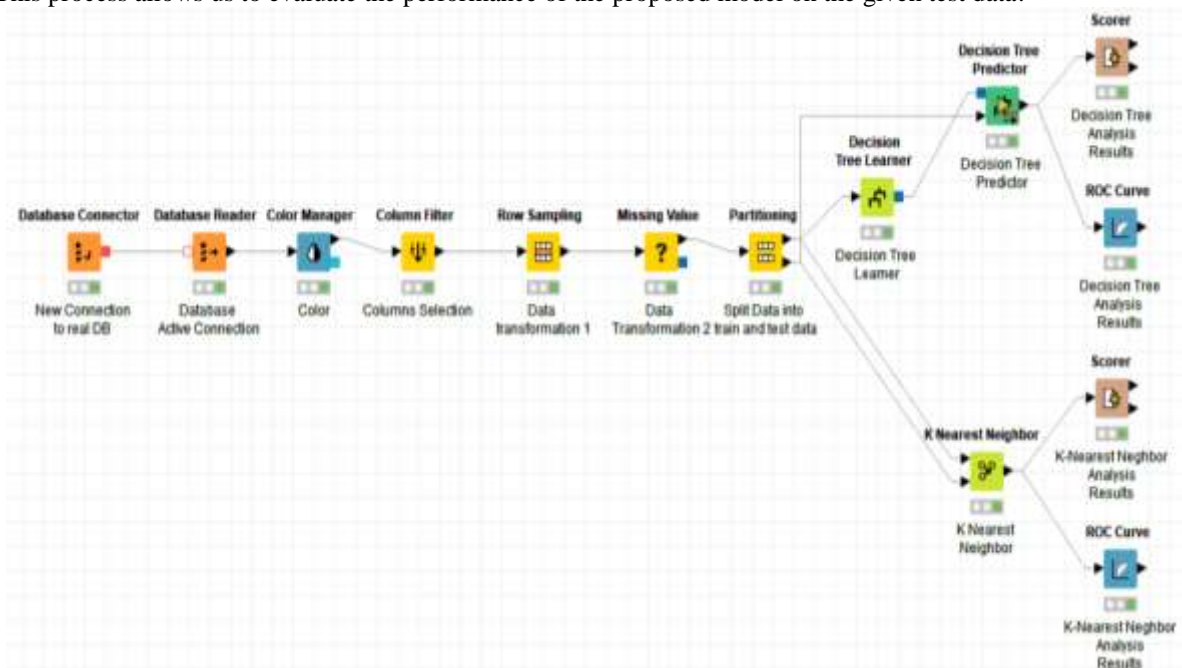 This process allows us to evaluate the performance of the proposed model on the given test data.
Scorer
Decision Tree
Analysis
Results
Decision Tree
Predictor
Decision Tree
Predictor
Decision
Tree Learner
Decision Tree
Learner
ROC Curve
Decision Tree
Analysis
Results
Database Connector
New Connection
to real DB
Database Reader
Database
Active Connection
Color Manager
Color
Column Filter
Columns Selection
Row Sampling
Data
transformation 1
Missing Value
?
Data
Transformation 2
Partitioning
Split Data into
train and test data
Scorer
K-Nearest Neghbor
Analysis
Results
K Nearest Neighbor
K Nearest
Neighbor
ROC Curve
K-Nearest Neghbor
Analysis
Results